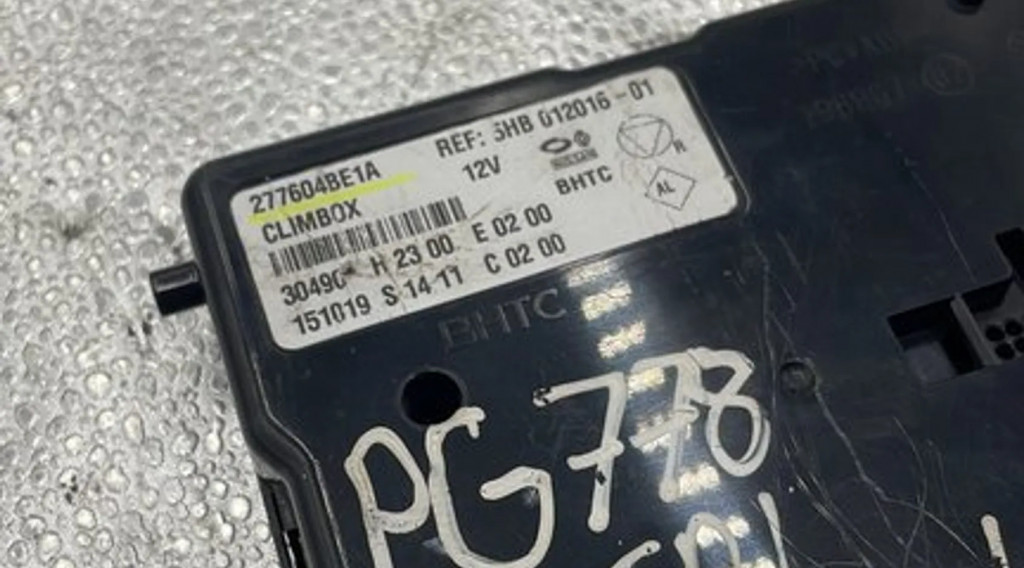 277604BE1A
REF: 5HB 012016-01
CLIMBOX
12V
BHTC
R
AL
H 23 00 E 02 00
151019 S 14 11 C 02 00
BHTC
PG778